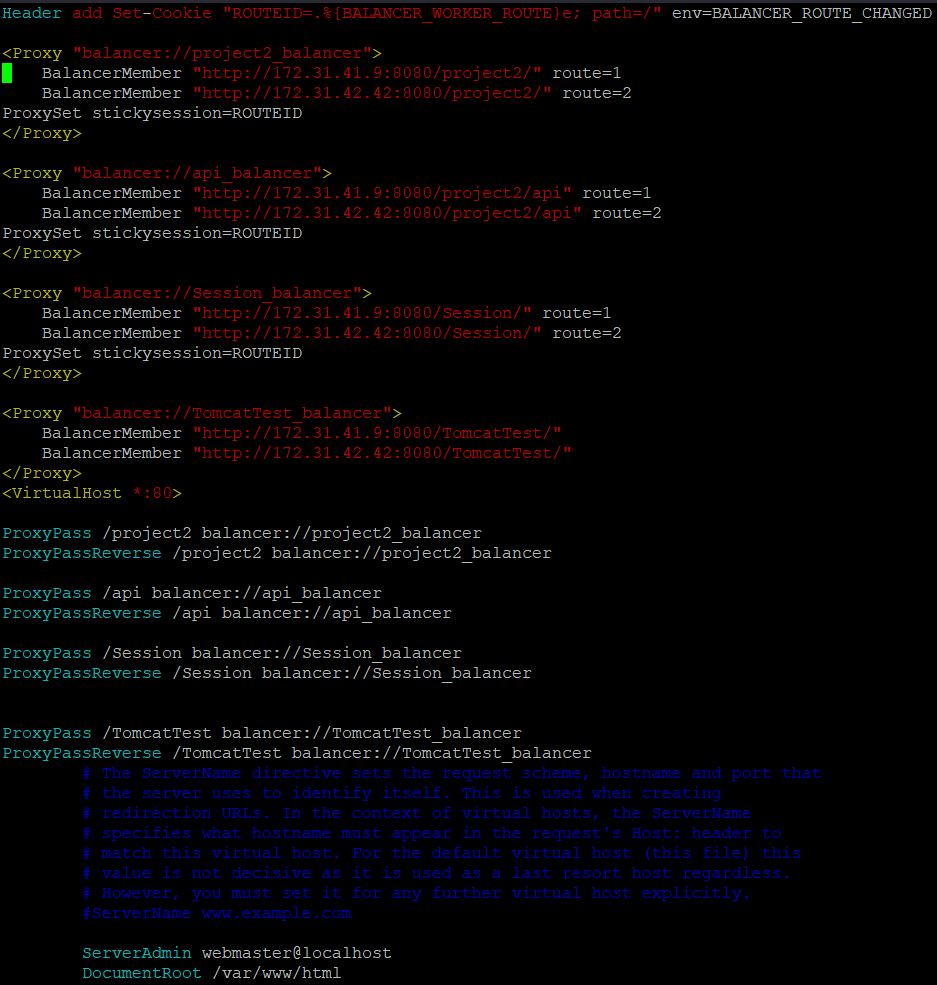 Header add Set-Cookie "ROUTEID=.%{BALANCER_WORKER_ROUTE}e; path=/" env=BALANCER_ROUTE_CHANGED
<Proxy "balancer://project2_balancer">
BalancerMember "http://172.31.41.9:8080/project2/" route=1
BalancerMember "http://172.31.42.42:8080/project2/" route=2
ProxySet stickysession=ROUTEID
</Proxy>
<Proxy "balancer://api_balancer">
BalancerMember "http://172.31.41.9:8080/project2/api" route=1
BalancerMember "http://172.31.42.42:8080/project2/api" route=2
ProxySet stickysession=ROUTEID
</Proxy>
<Proxy "balancer://Session_balancer">
BalancerMember "http://172.31.41.9:8080/Session/" route=1
BalancerMember "http://172.31.42.42:8080/Session/" route=2
ProxySet stickysession=ROUTEID
</Proxy>
<Proxy "balancer://TomcatTest_balancer">
BalancerMember "http://172.31.41.9:8080/TomcatTest/"
BalancerMember "http://172.31.42.42:8080/TomcatTest/"
</Proxy>
<VirtualHost *:80>
ProxyPass /project2 balancer://project2_balancer
ProxyPassReverse /project2 balancer://project2_balancer
ProxyPass /api balancer://api_balancer
ProxyPassReverse /api balancer://api_balancer
ProxyPass /Session balancer://Session_balancer
ProxyPassReverse /Session balancer://Session_balancer
ProxyPass /TomcatTest balancer://TomcatTest_balancer
ProxyPassReverse /TomcatTest balancer://TomcatTest_balancer
# The ServerName directive sets the request scheme, hostname and port that
# the server uses to identify itself. This is used when creating
# redirection URLs. In the context of virtual hosts, the ServerName
# specifies what hostname must appear in the request's Host: header to
# match this virtual host. For the default virtual host (this file) this
# value is not decisive as it is used as a last resort host regardless.
# However, you must set it for any further virtual host explicitly.
#ServerName www.example.com
ServerAdmin webmaster@localhost
DocumentRoot /var/www/html